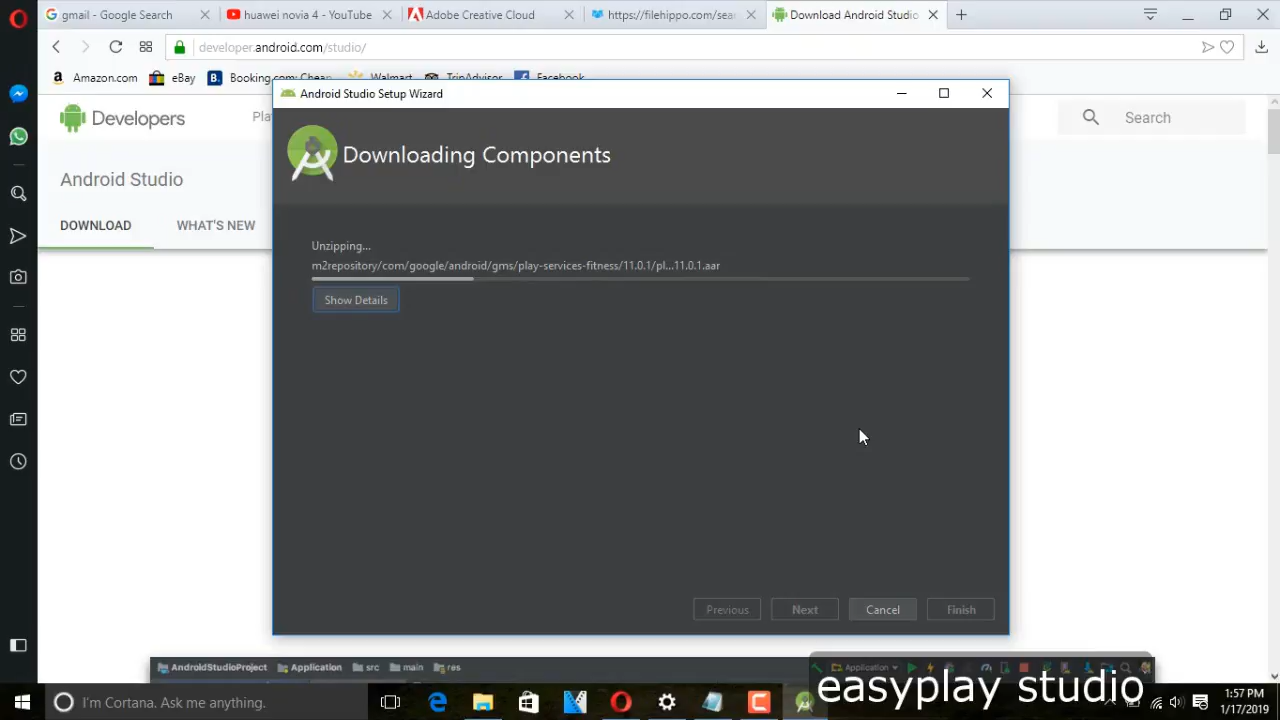 gmail - Google Search
huawei novia 4 - YouTube
Adobe Creative Cloud
https://filehippo.com/sear
Download Android Studio
developer.android.com/studio/
Amazon.com
eBay
Booking.com: Cheap
Walmart
TripAdvisor
Facebook
Android Studio Setup Wizard
Developers
Pla
Search
Downloading Components
Android Studio
DOWNLOAD
WHAT'S NEW
Unzipping...
m2repository/com/google/android/gms/play-services-fitness/11.0.1/pl...11.0.1.aar
Show Details
Previous
Next
Cancel
Finish
AndroidStudioProject
Application
src
main
res
Application
easyplay studio
I'm Cortana. Ask me anything.
1:57 PM
1/17/2019